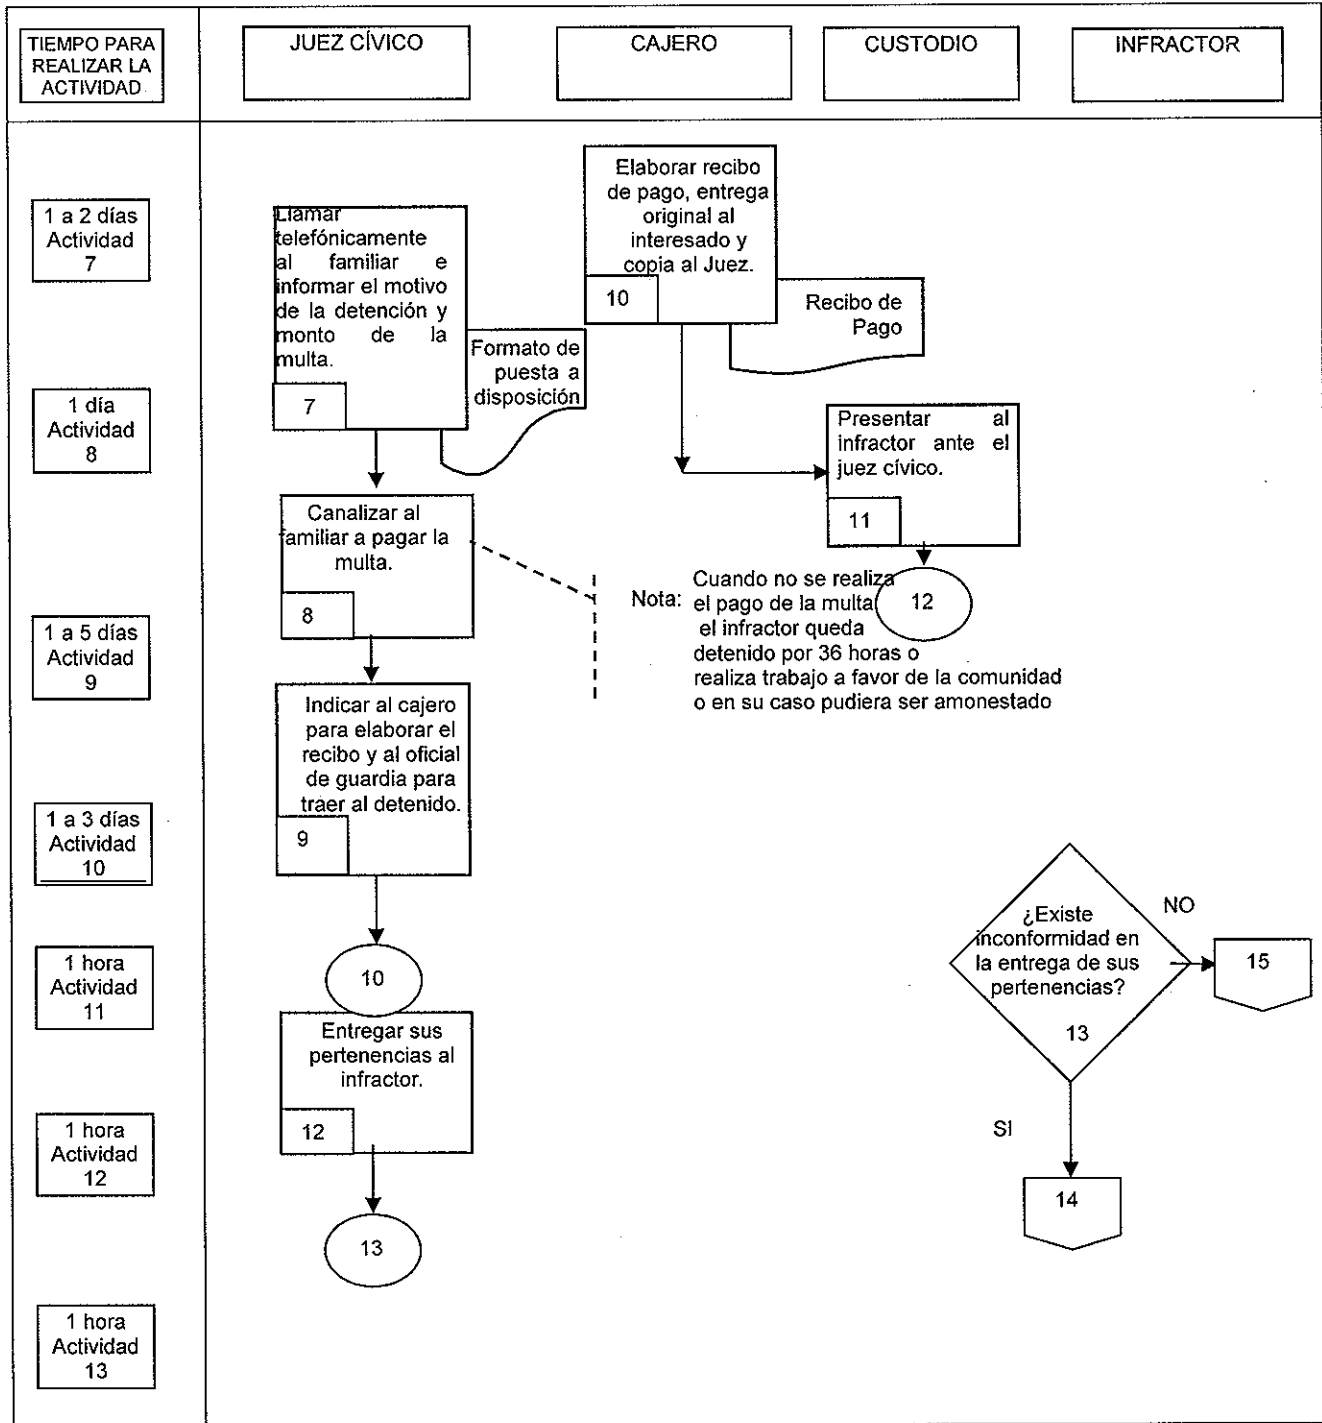 TIEMPO PARA
REALIZAR LA
ACTIVIDAD
JUEZ CÍVICO
CAJERO
CUSTODIO
INFRACTOR
1 a 2 días
Actividad
7
1 día
Actividad
8
1 a 5 días
Actividad
9
1 a 3 días
Actividad
10
1 hora
Actividad
11
1 hora
Actividad
12
1 hora
Actividad
13
Llamar
telefónicamente
al familiar e
informar el motivo
de la detención y
monto de la
multa.
7
Formato de
puesta a
disposición
Canalizar al
familiar a pagar la
multa.
8
Indicar al cajero
para elaborar el
recibo y al oficial
de guardia para
traer al detenido.
9
10
Entregar sus
pertenencias al
infractor.
12
13
Elaborar recibo
de pago, entrega
original al
interesado y
copia al Juez.
10
Recibo de
Pago
Presentar al
infractor ante el
juez cívico.
11
12
Nota: Cuando no se realiza
el pago de la multa
el infractor queda
detenido por 36 horas o
realiza trabajo a favor de la comunidad
o en su caso pudiera ser amonestado
¿Existe
inconformidad en
la entrega de sus
pertenencias?
13
NO
15
SI
14